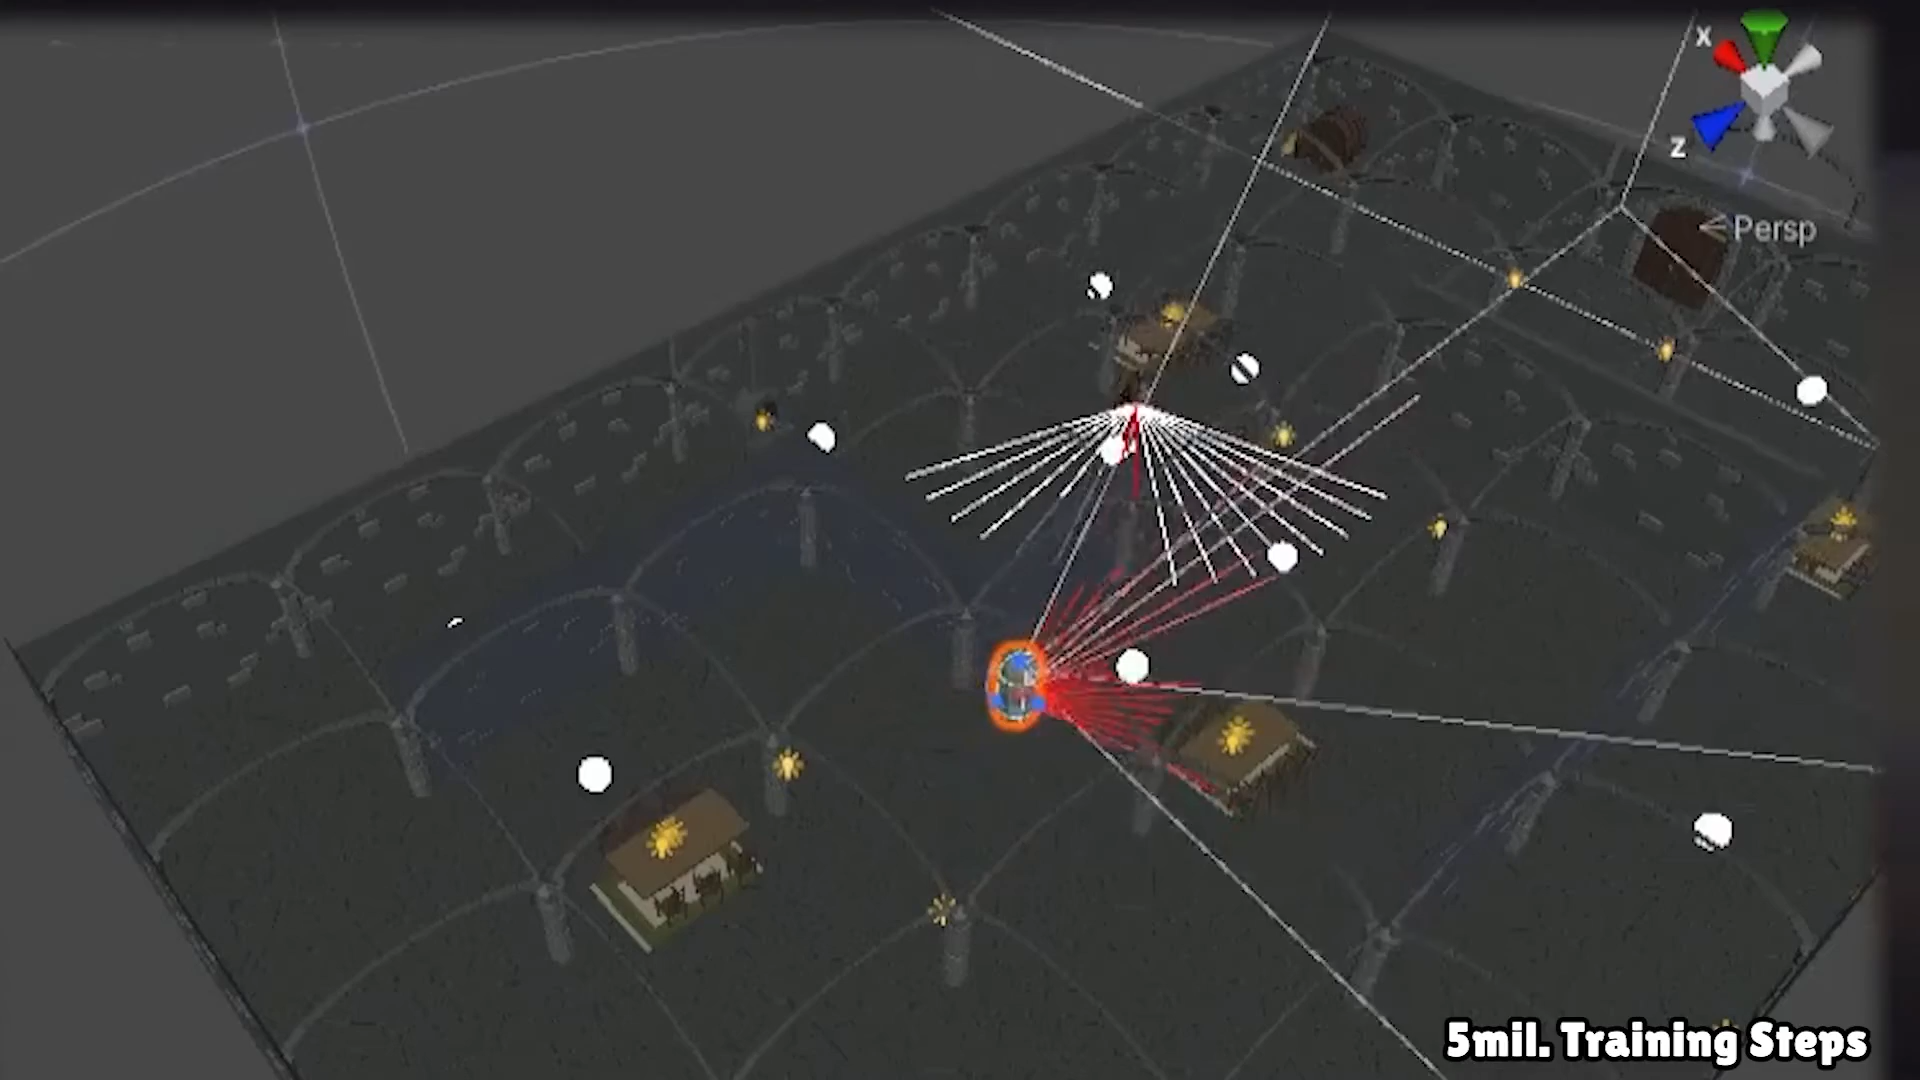 X
Z
Persp
5mil. Training Steps